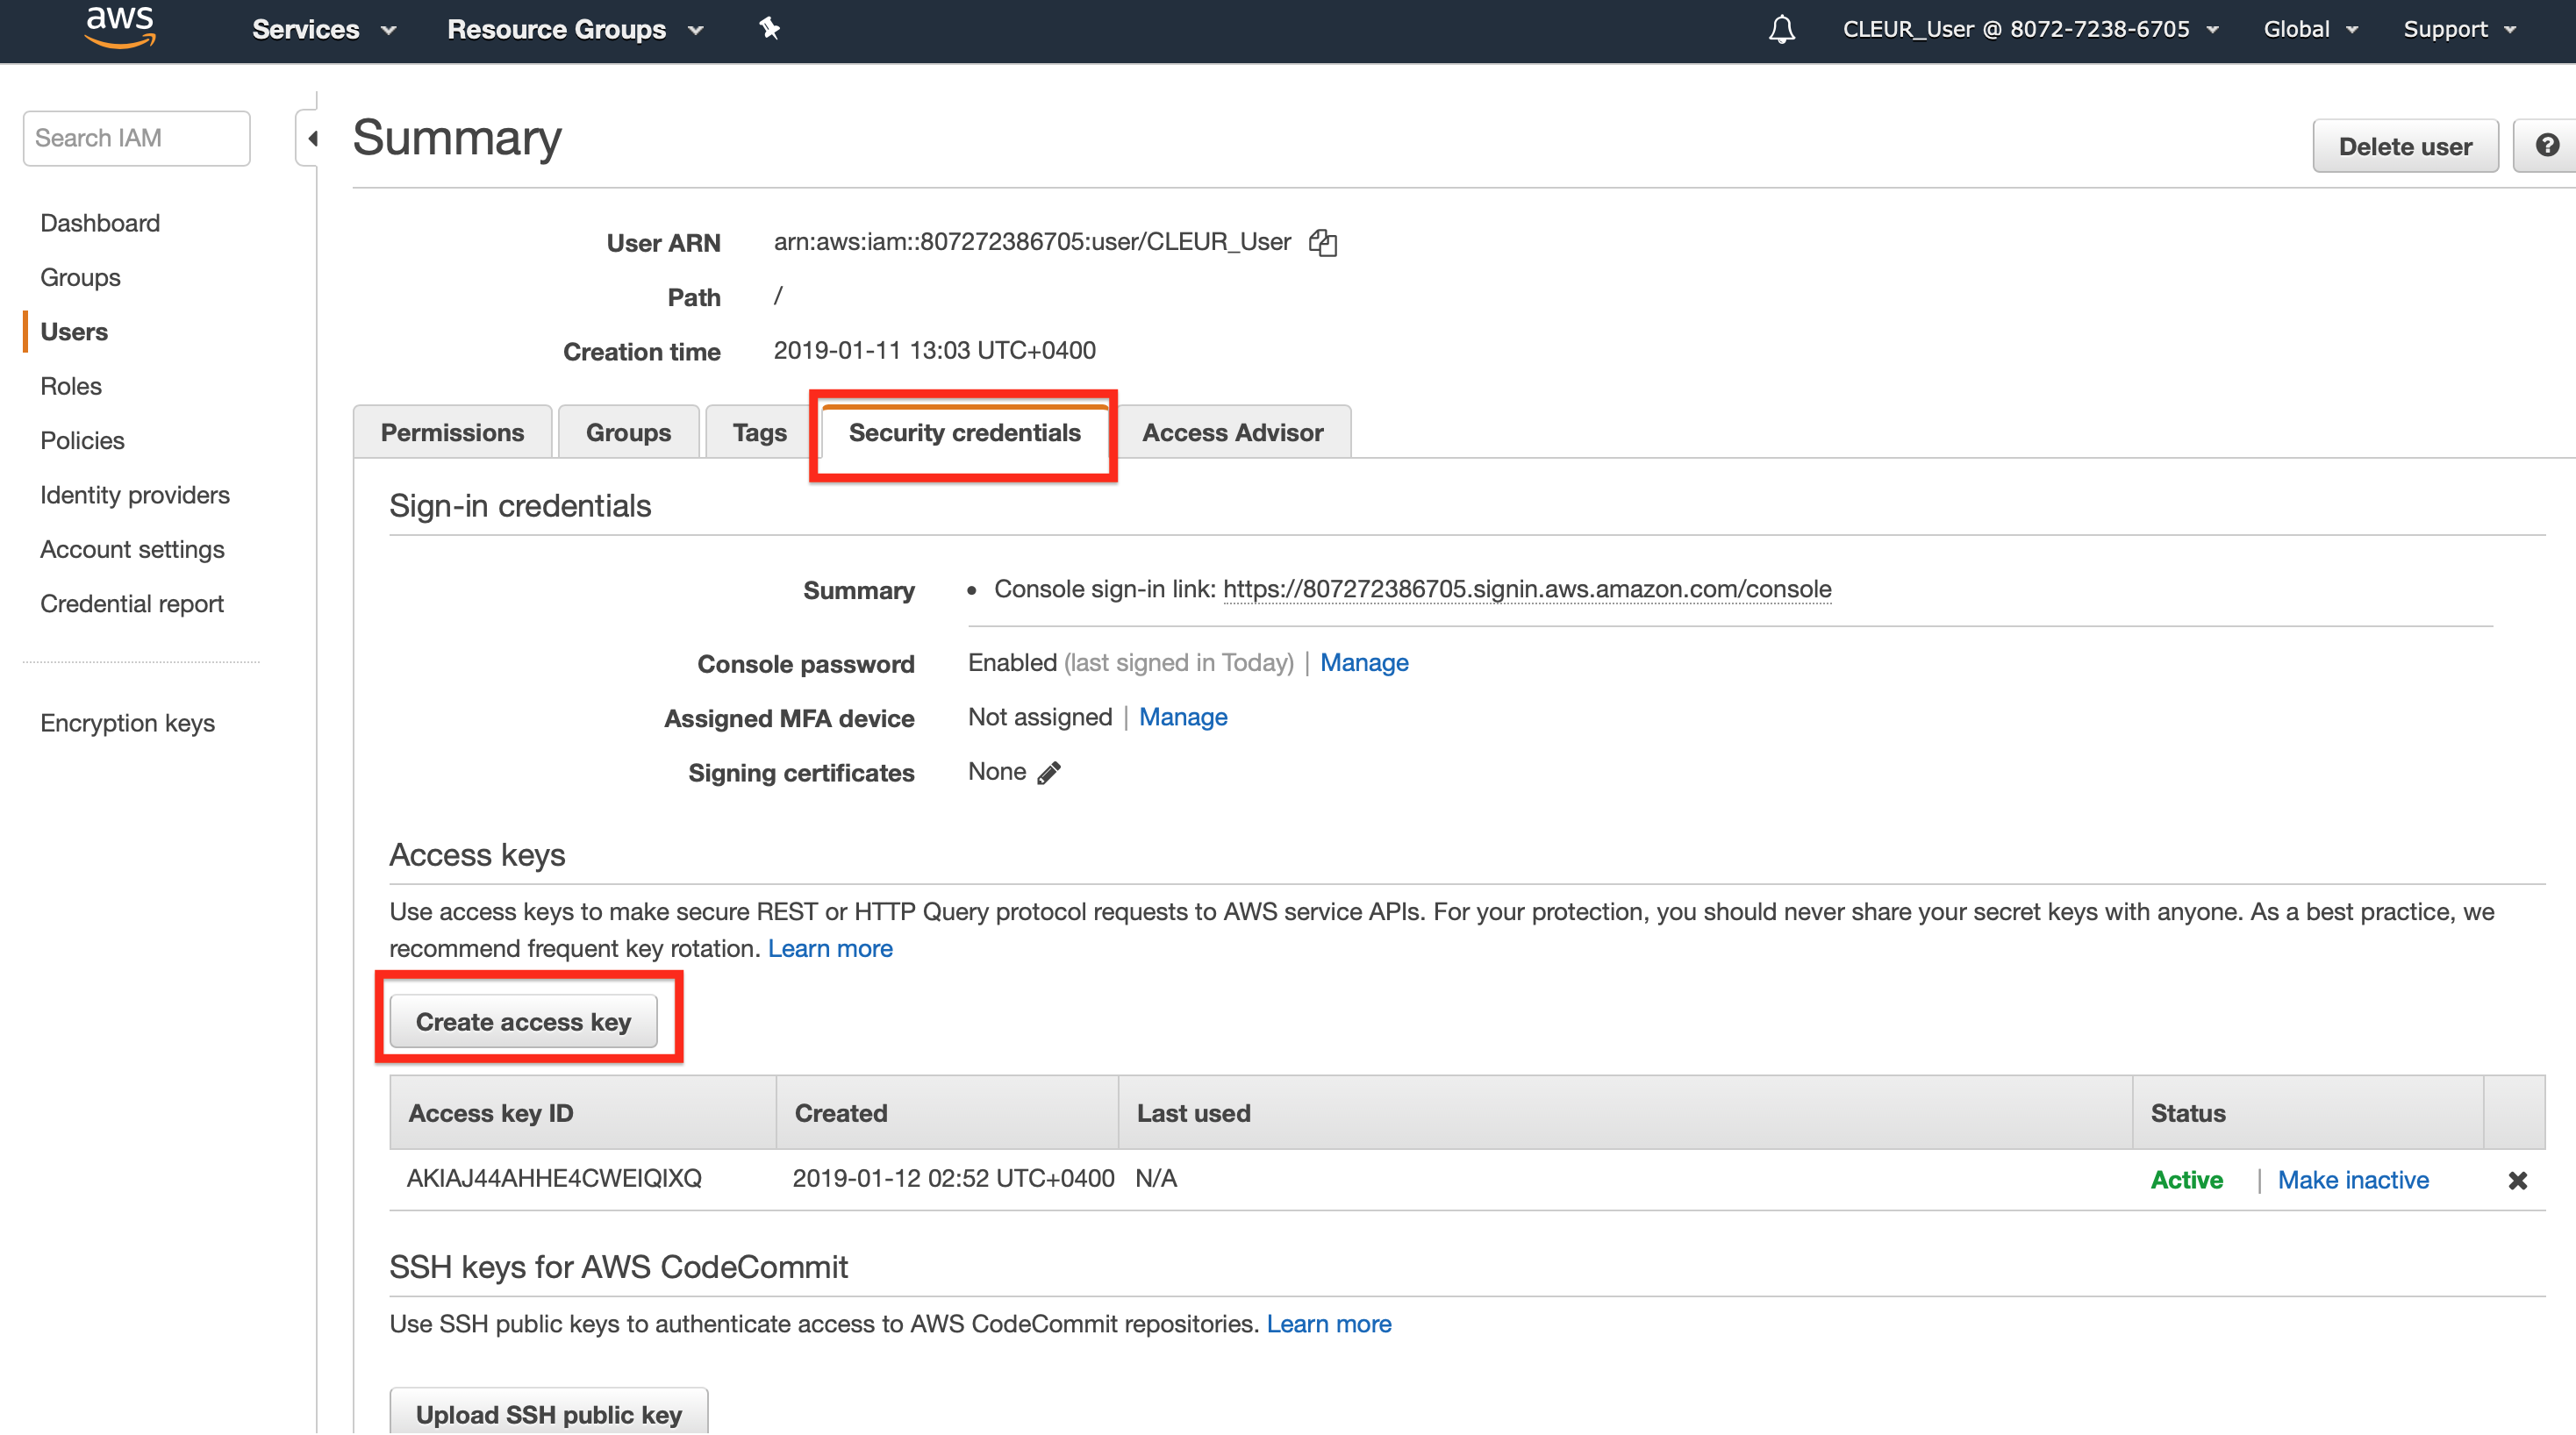 aws Services Resource Groups CLEUR_User @ 8072-7238-6705 Global Support
Search IAM
Dashboard
Groups
Users
Roles
Policies
Identity providers
Account settings
Credential report
Encryption keys
Summary
Delete user ?
User ARN arn:aws:iam::807272386705:user/CLEUR_User
Path /
Creation time 2019-01-11 13:03 UTC+0400
Permissions Groups Tags Security credentials Access Advisor
Sign-in credentials
Summary • Console sign-in link: https://807272386705.signin.aws.amazon.com/console
Console password Enabled (last signed in Today) | Manage
Assigned MFA device Not assigned | Manage
Signing certificates None
Access keys
Use access keys to make secure REST or HTTP Query protocol requests to AWS service APIs. For your protection, you should never share your secret keys with anyone. As a best practice, we
recommend frequent key rotation. Learn more
Create access key
Access key ID Created Last used Status
AKIAJ44AHHE4CWEIQIXQ 2019-01-12 02:52 UTC+0400 N/A Active | Make inactive
SSH keys for AWS CodeCommit
Use SSH public keys to authenticate access to AWS CodeCommit repositories. Learn more
Upload SSH public key